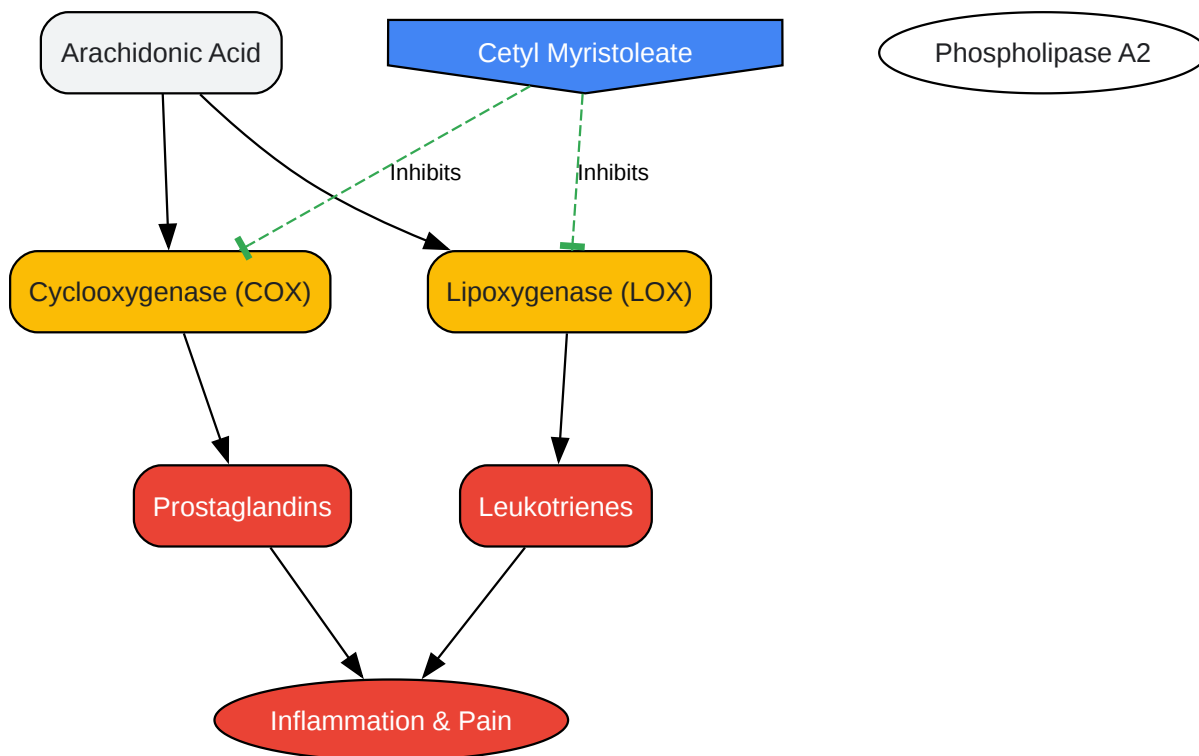 Arachidonic Acid
Cetyl Myristoleate
Phospholipase A2
Inhibits
Inhibits
Cyclooxygenase (COX)
Lipoxygenase (LOX)
Prostaglandins
Leukotrienes
Inflammation & Pain